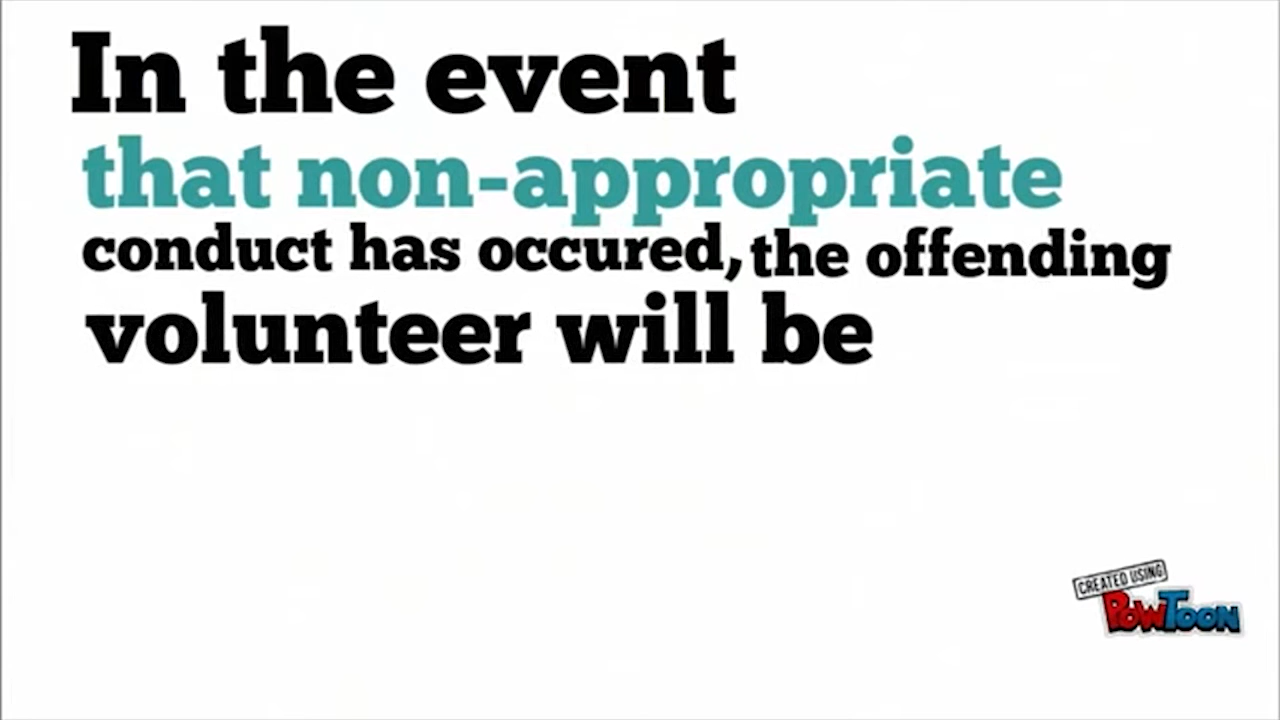 In the event
that non-appropriate
conduct has occured, the offending
volunteer will be
CREATED USING
POWTOON